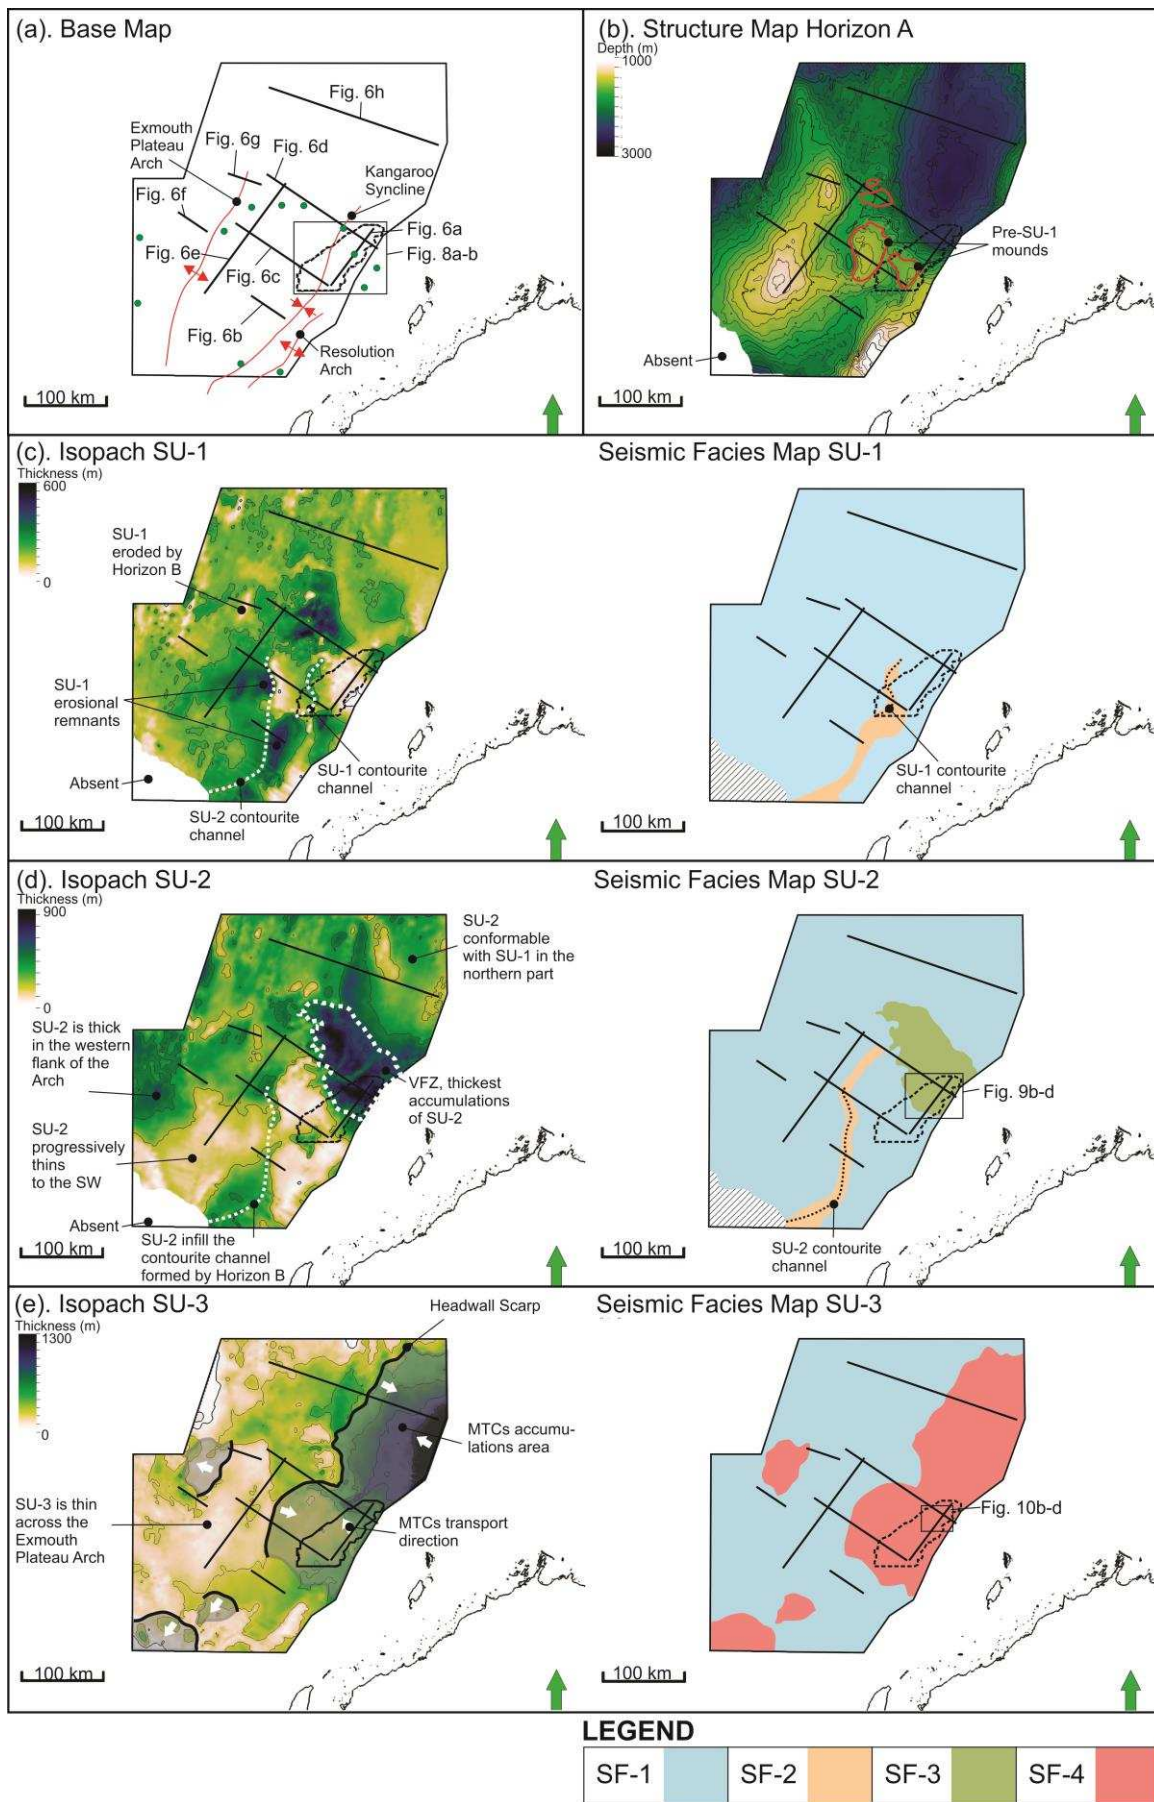 (a). Base Map
Fig. 6h
Exmouth
Plateau
Arch
Fig. 6g
Fig. 6d
Kangaroo
Syncline
Fig. 6f
Fig. 6a
Fig. 8a-b
Fig. 6e
Fig. 6c
Fig. 6b
Resolution
Arch
100 km
(b). Structure Map Horizon A
Depth (m)
1000
3000
Pre-SU-1
mounds
Absent
100 km
(c). Isopach SU-1
Thickness (m)
600
0
SU-1
eroded by
Horizon B
SU-1
erosional
remnants
Absent
SU-1 contourite
channel
SU-2 contourite
channel
100 km
Seismic Facies Map SU-1
SU-1 contourite
channel
100 km
(d). Isopach SU-2
Thickness (m)
900
0
SU-2
conformable
with SU-1 in the
northern part
SU-2 is thick
in the western
flank of the
Arch
VFZ, thickest
accumulations
of SU-2
SU-2
progressively
thins
to the SW
Absent
SU-2 infill the
contourite channel
formed by Horizon B
100 km
Seismic Facies Map SU-2
Fig. 9b-d
SU-2 contourite
channel
100 km
(e). Isopach SU-3
Thickness (m)
1300
0
Headwall Scarp
MTCs accumu-
lations area
SU-3 is thin
across the
Exmouth
Plateau Arch
MTCs transport
direction
100 km
Seismic Facies Map SU-3
Fig. 10b-d
100 km
LEGEND
SF-1 SF-2 SF-3 SF-4